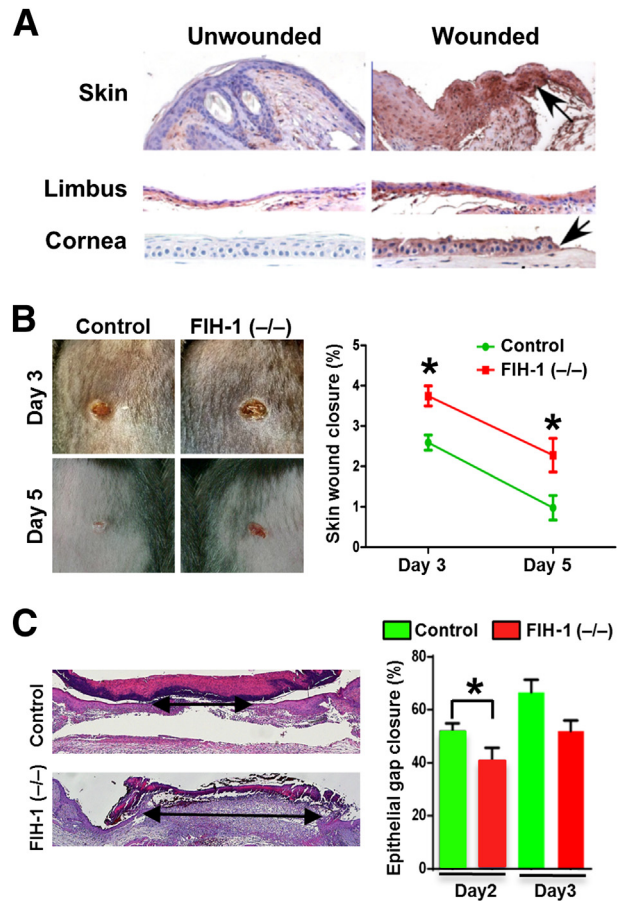 A
Unwounded Wounded
Skin
Limbus
Cornea
B
Control FIH-1 (–/–)
Day 3
Day 5
Skin wound closure (%)
5
4
3
2
1
0
Control
FIH-1 (–/–)
*
*
Day 3 Day 5
C
Control
FIH-1 (–/–)
Control FIH-1 (–/–)
Epithelial gap closure (%)
80
60
40
20
0
*
Day2 Day3